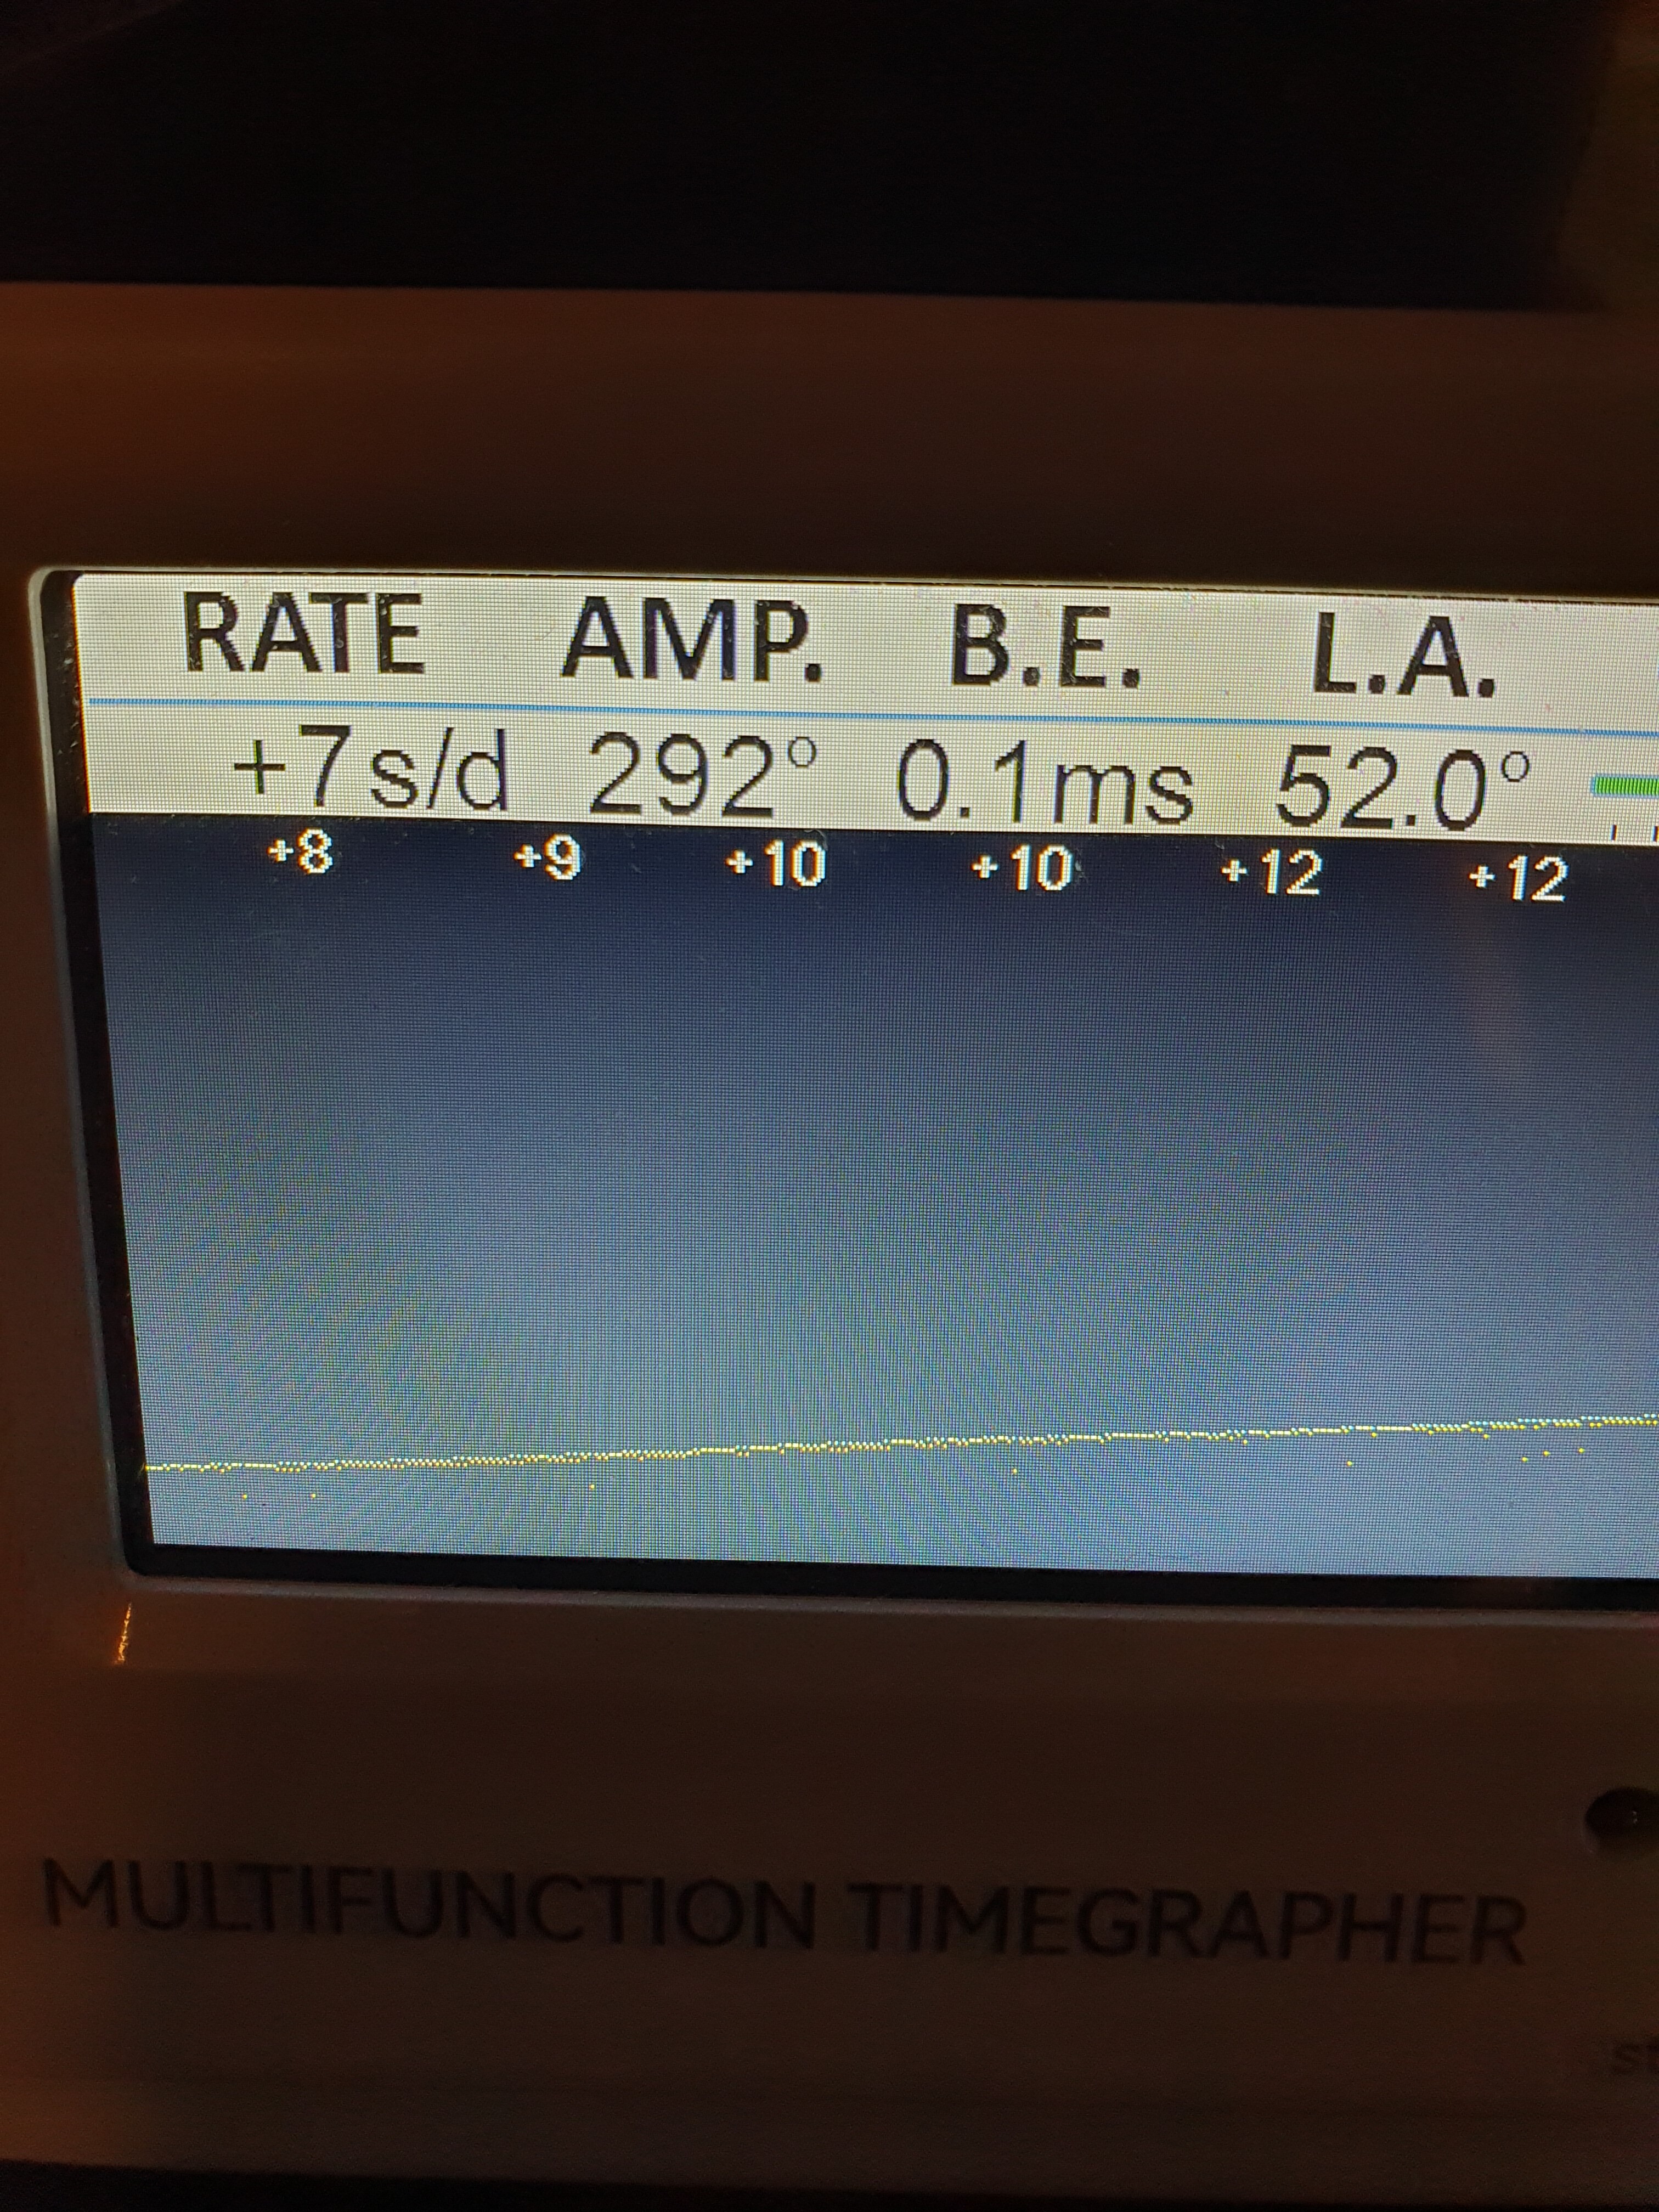 RATE AMP. B.E. L.A.
+7s/d 292° 0.1ms 52.0°
+8 +9 +10 +10 +12 +12
MULTIFUNCTION TIMEGRAPHER